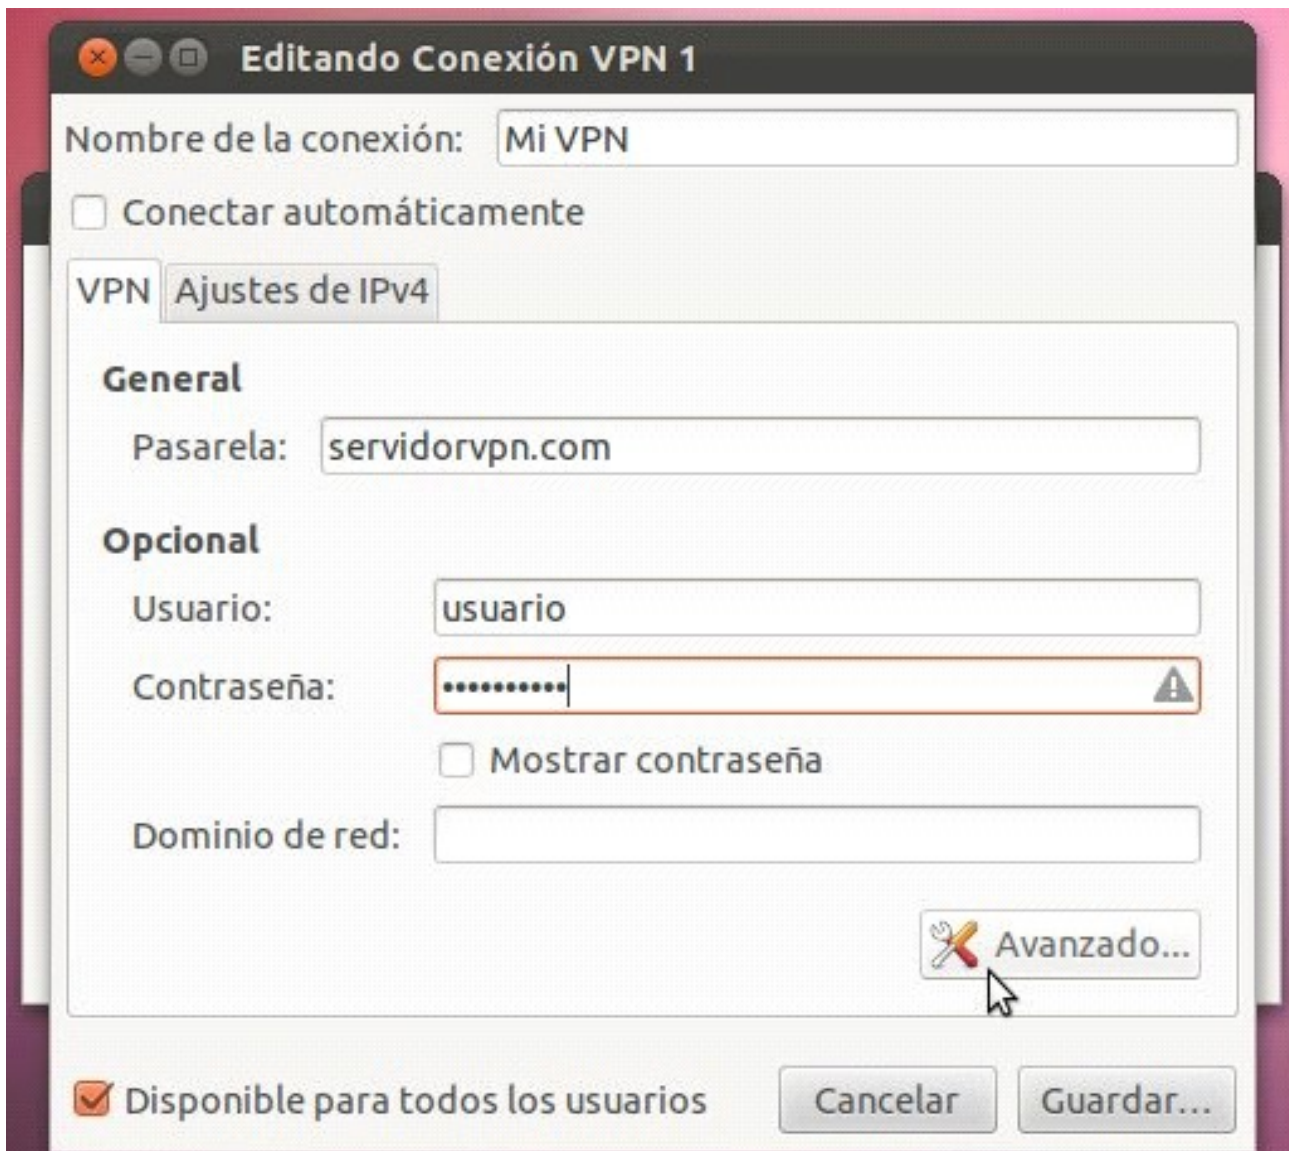 Editando Conexión VPN 1
Nombre de la conexión: Mi VPN
Conectar automáticamente
VPN Ajustes de IPv4
General
Pasarela: servidorvpn.com
Opcional
Usuario: usuario
Contraseña: ••••••••••
Mostrar contraseña
Dominio de red:
Avanzado...
Disponible para todos los usuarios Cancelar Guardar...